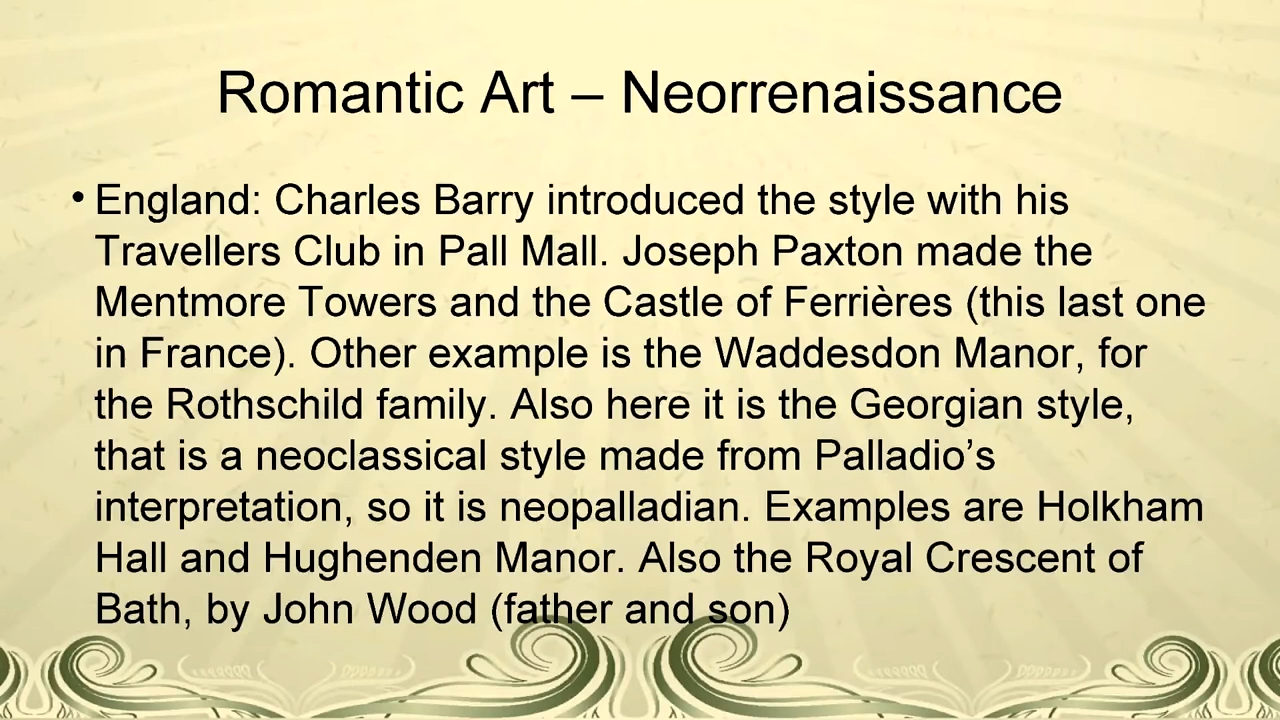 Romantic Art – Neorrenaissance
• England: Charles Barry introduced the style with his
Travellers Club in Pall Mall. Joseph Paxton made the
Mentmore Towers and the Castle of Ferrières (this last one
in France). Other example is the Waddesdon Manor, for
the Rothschild family. Also here it is the Georgian style,
that is a neoclassical style made from Palladio’s
interpretation, so it is neopalladian. Examples are Holkham
Hall and Hughenden Manor. Also the Royal Crescent of
Bath, by John Wood (father and son)